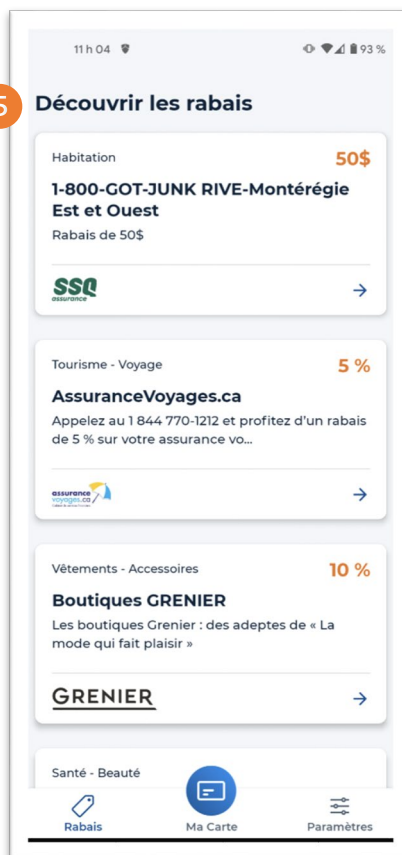 11 h 04
93 %
5
Découvrir les rabais
Habitation
50$
1-800-GOT-JUNK RIVE-Montérégie
Est et Ouest
Rabais de 50$
SSQ
assurance
Tourisme - Voyage
5 %
AssuranceVoyages.ca
Appelez au 1 844 770-1212 et profitez d'un rabais
de 5 % sur votre assurance vo...
assurance
voyages.ca
Vêtements - Accessoires
10 %
Boutiques GRENIER
Les boutiques Grenier : des adeptes de « La
mode qui fait plaisir »
GRENIER
Santé - Beauté
Rabais
Ma Carte
Paramètres